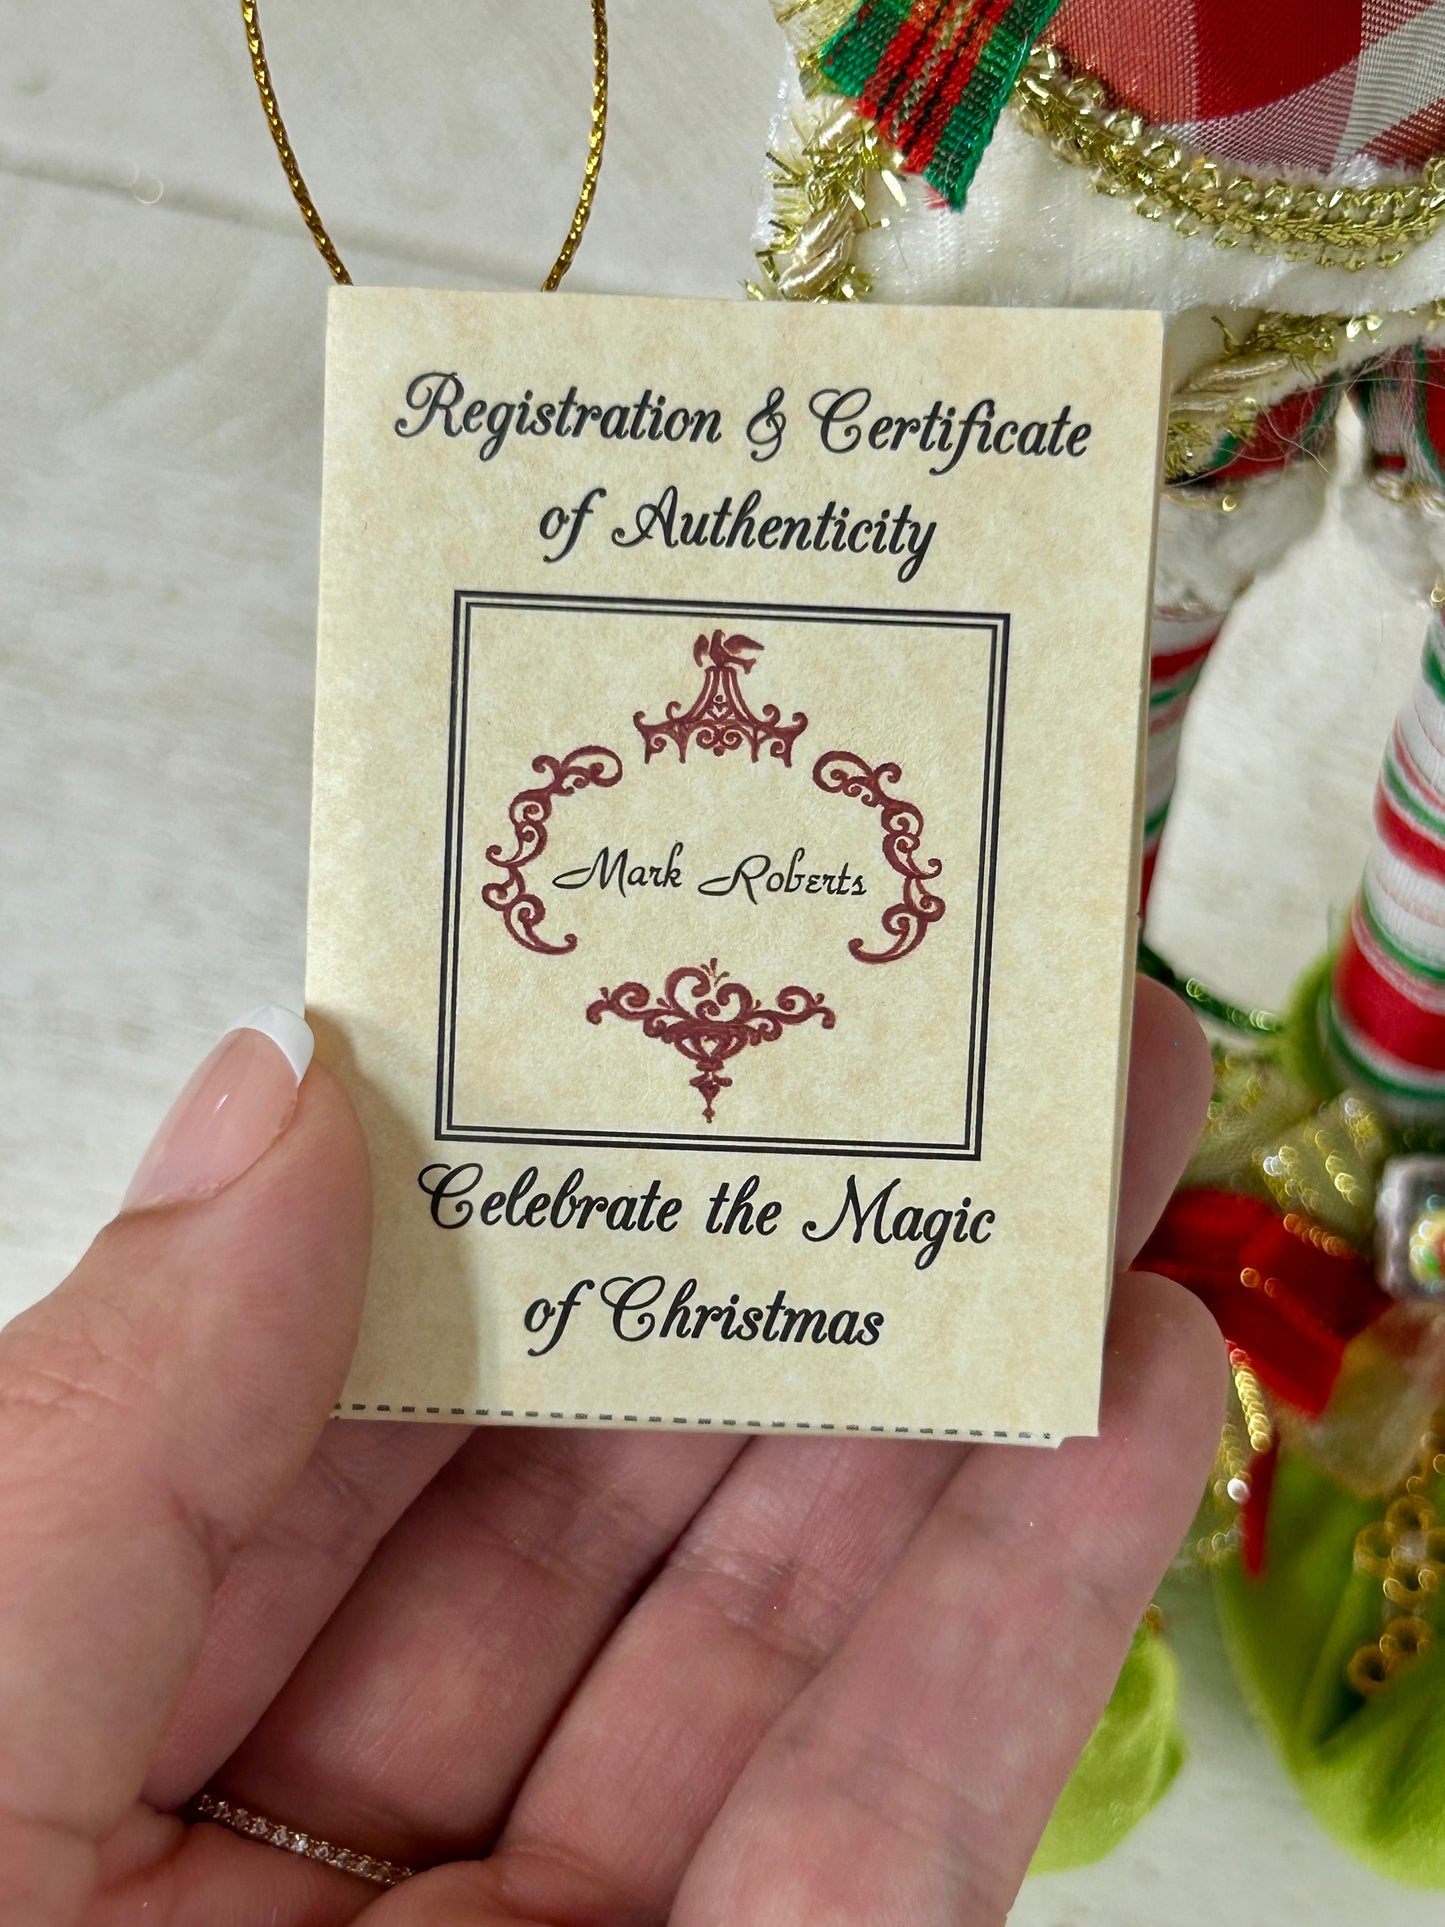 Registration & Certificate
of Authenticity
Mark Roberts
Celebrate the Magic
of Christmas